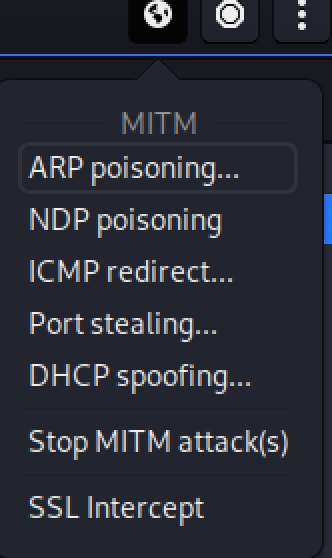 MITM
ARP poisoning...
NDP poisoning
ICMP redirect...
Port stealing...
DHCP spoofing...
Stop MITM attack(s)
SSL Intercept